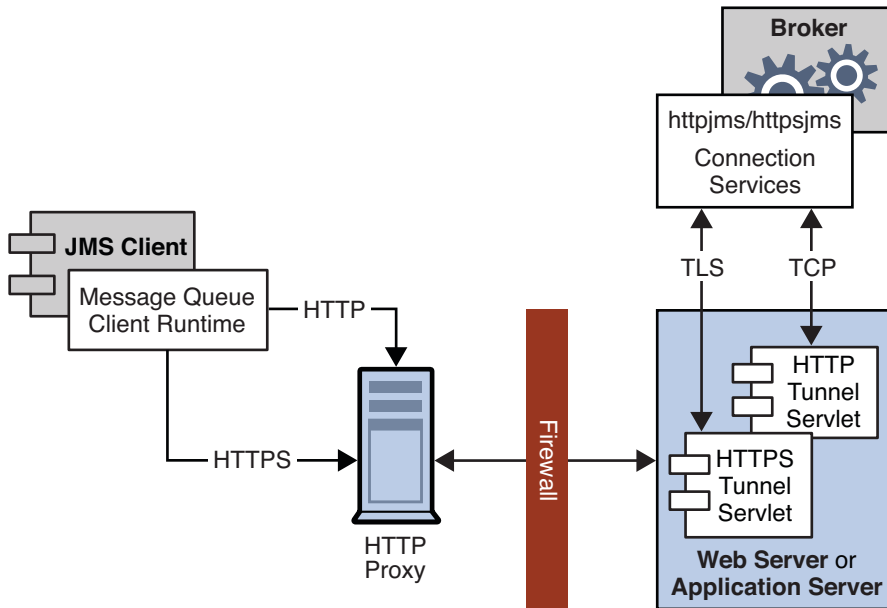 Broker
httpjms/httpsjms
Connection
Services
JMS Client
Message Queue
Client Runtime
HTTP
HTTPS
HTTP
Proxy
Firewall
TLS
TCP
HTTP
Tunnel
Servlet
HTTPS
Tunnel
Servlet
Web Server or
Application Server